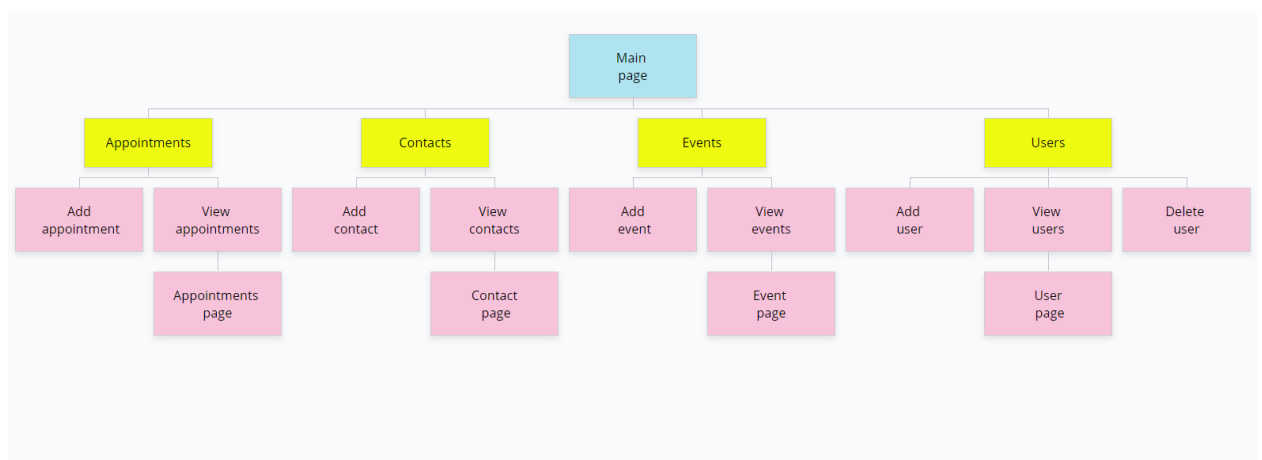 Main
page
Appointments
Contacts
Events
Users
Add
appointment
View
appointments
Add
contact
View
contacts
Add
event
View
events
Add
user
View
users
Delete
user
Appointments
page
Contact
page
Event
page
User
page